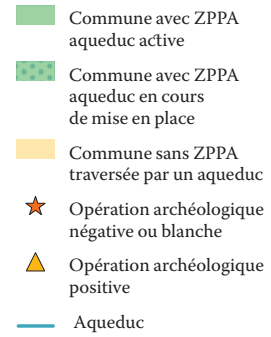 Commune avec ZPPA
aqueduc active
Commune avec ZPPA
aqueduc en cours
de mise en place
Commune sans ZPPA
traversée par un aqueduc
Opération archéologique
négative ou blanche
Opération archéologique
positive
Aqueduc